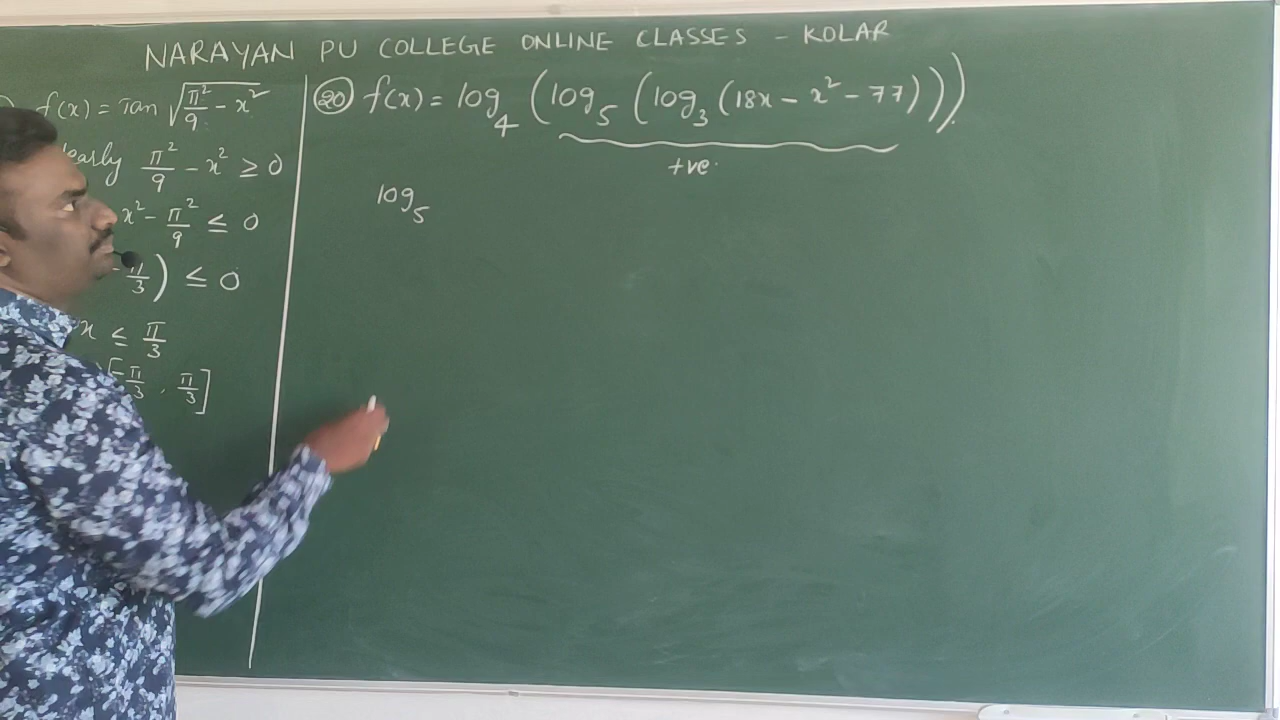 NARAYAN PU COLLEGE ONLINE CLASSES - KOLAR
f(x) = Tan √(π²/9 - x²)
π²/9 - x² ≥ 0
x² - π²/9 ≤ 0
π/3) ≤ 0
x ≤ π/3
[-π/3, π/3]
20) f(x) = log₄ (log₅ (log₃ (18x - x² - 77)))
+ve
log₅